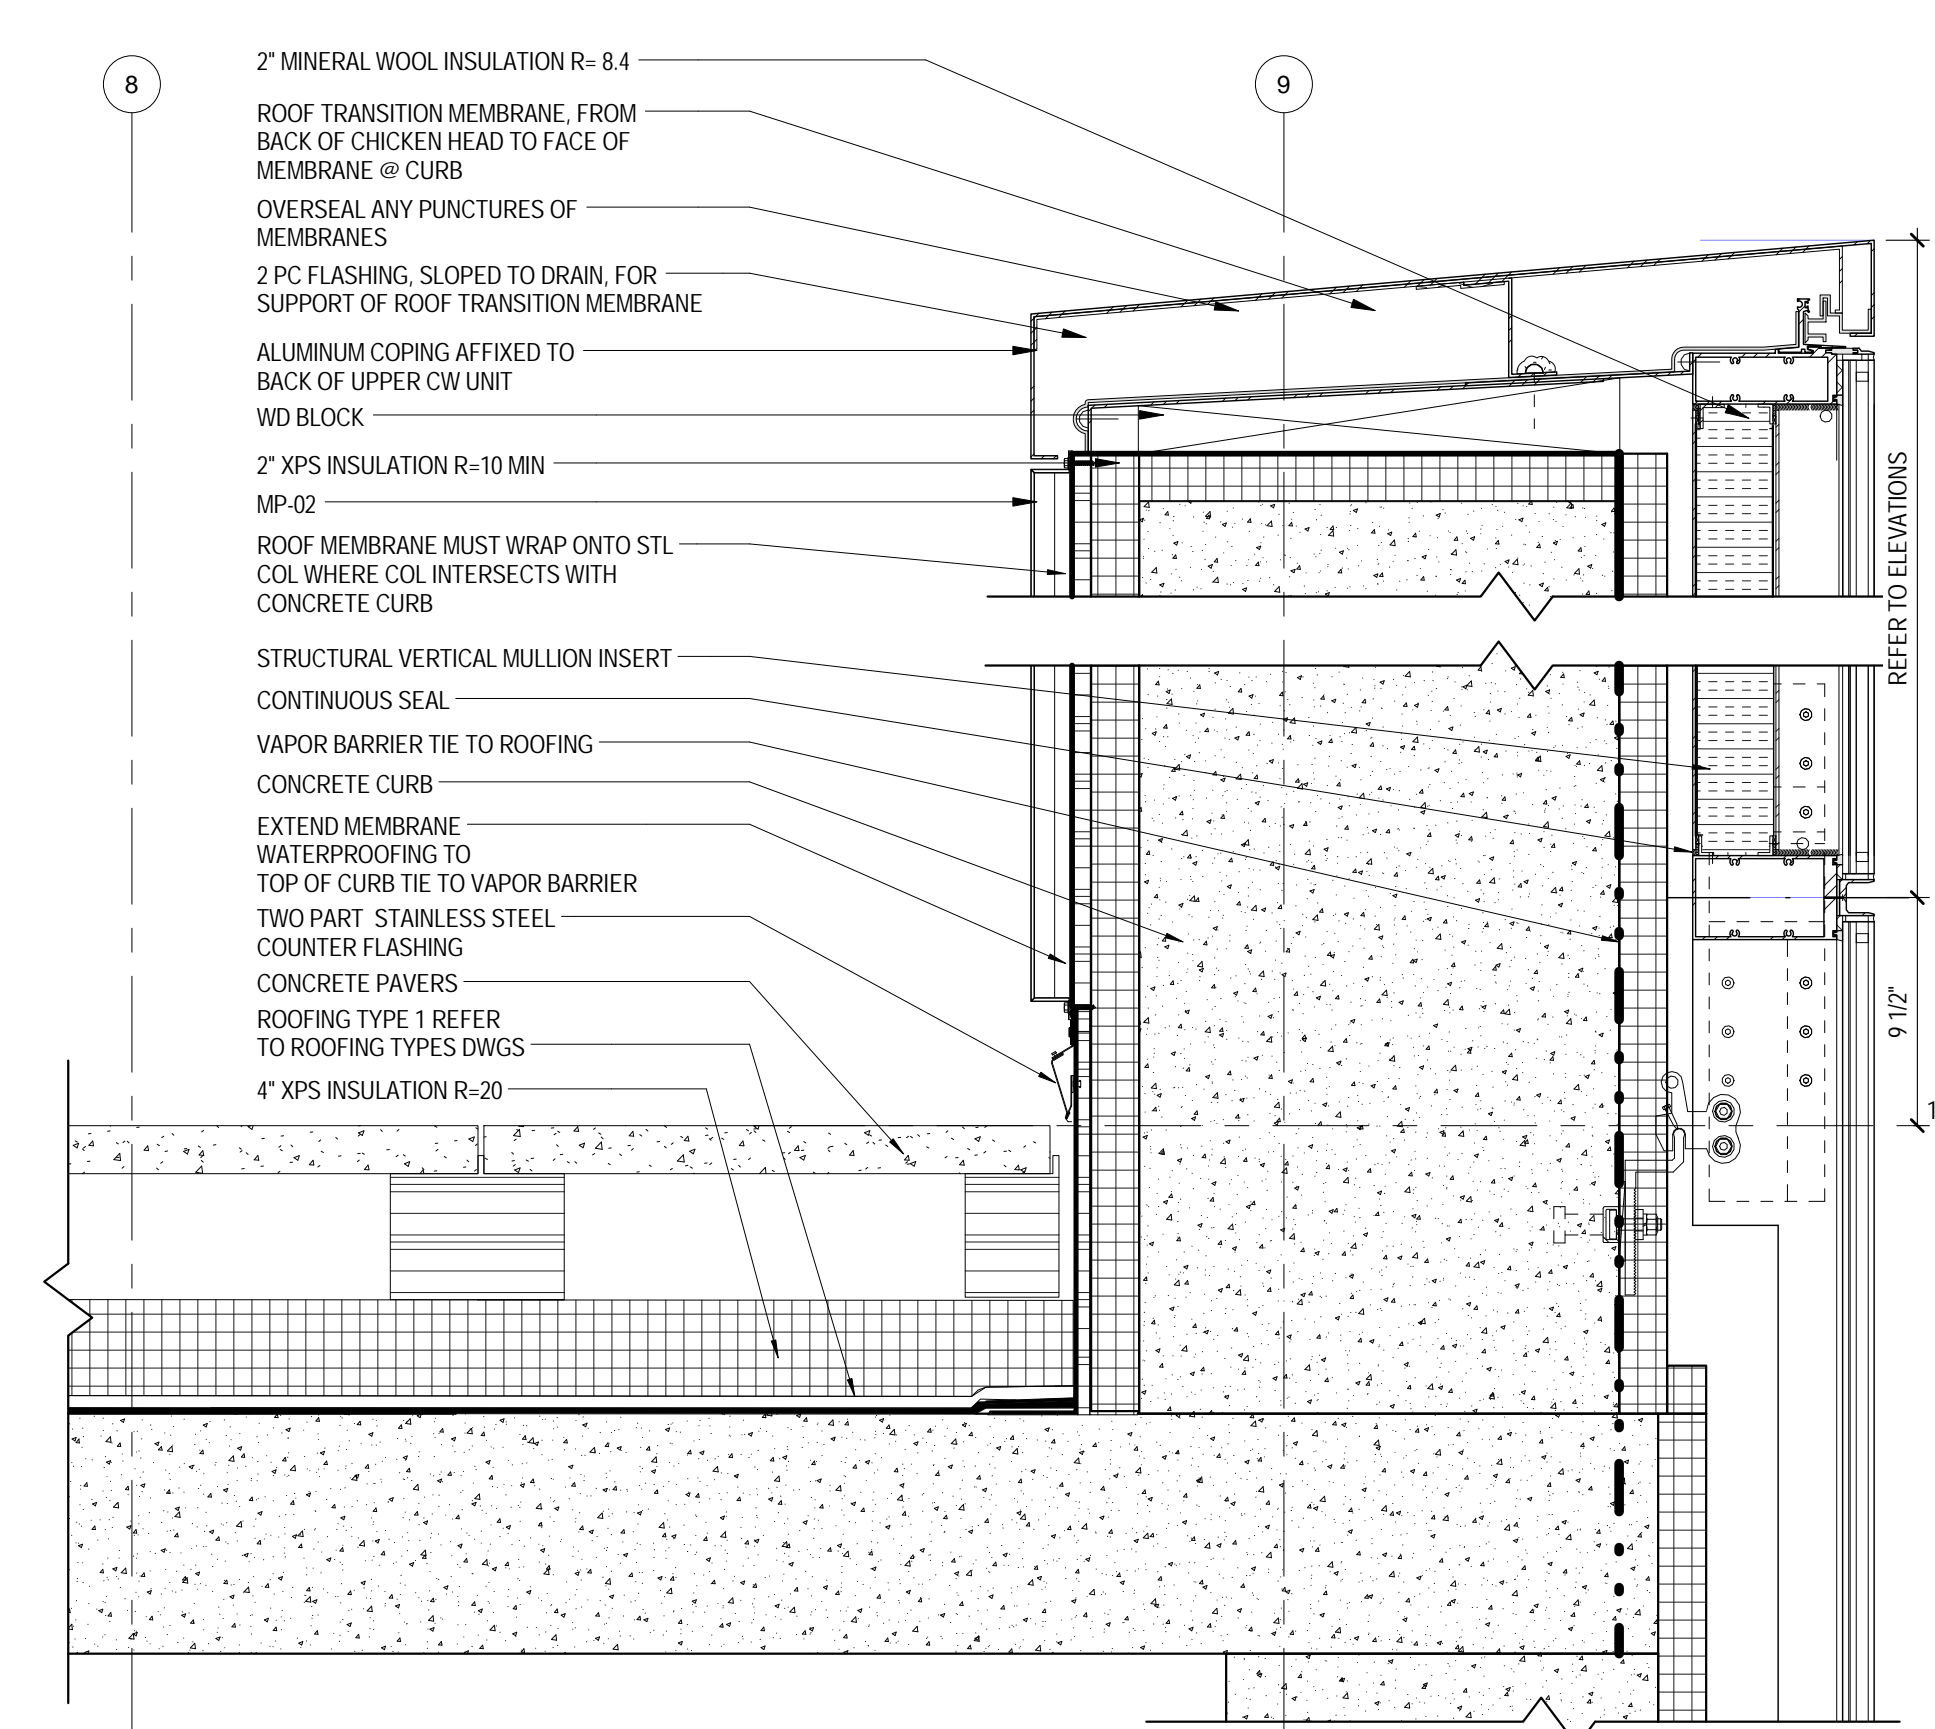 8
9
2" MINERAL WOOL INSULATION R= 8.4
ROOF TRANSITION MEMBRANE, FROM
BACK OF CHICKEN HEAD TO FACE OF
MEMBRANE @ CURB
OVERSEAL ANY PUNCTURES OF
MEMBRANES
2 PC FLASHING, SLOPED TO DRAIN, FOR
SUPPORT OF ROOF TRANSITION MEMBRANE
ALUMINUM COPING AFFIXED TO
BACK OF UPPER CW UNIT
WD BLOCK
2" XPS INSULATION R=10 MIN
MP-02
ROOF MEMBRANE MUST WRAP ONTO STL
COL WHERE COL INTERSECTS WITH
CONCRETE CURB
STRUCTURAL VERTICAL MULLION INSERT
CONTINUOUS SEAL
VAPOR BARRIER TIE TO ROOFING
CONCRETE CURB
EXTEND MEMBRANE
WATERPROOFING TO
TOP OF CURB TIE TO VAPOR BARRIER
TWO PART  STAINLESS STEEL
COUNTER FLASHING
CONCRETE PAVERS
ROOFING TYPE 1 REFER
TO ROOFING TYPES DWGS
4" XPS INSULATION R=20
REFER TO ELEVATIONS
9 1/2"
1